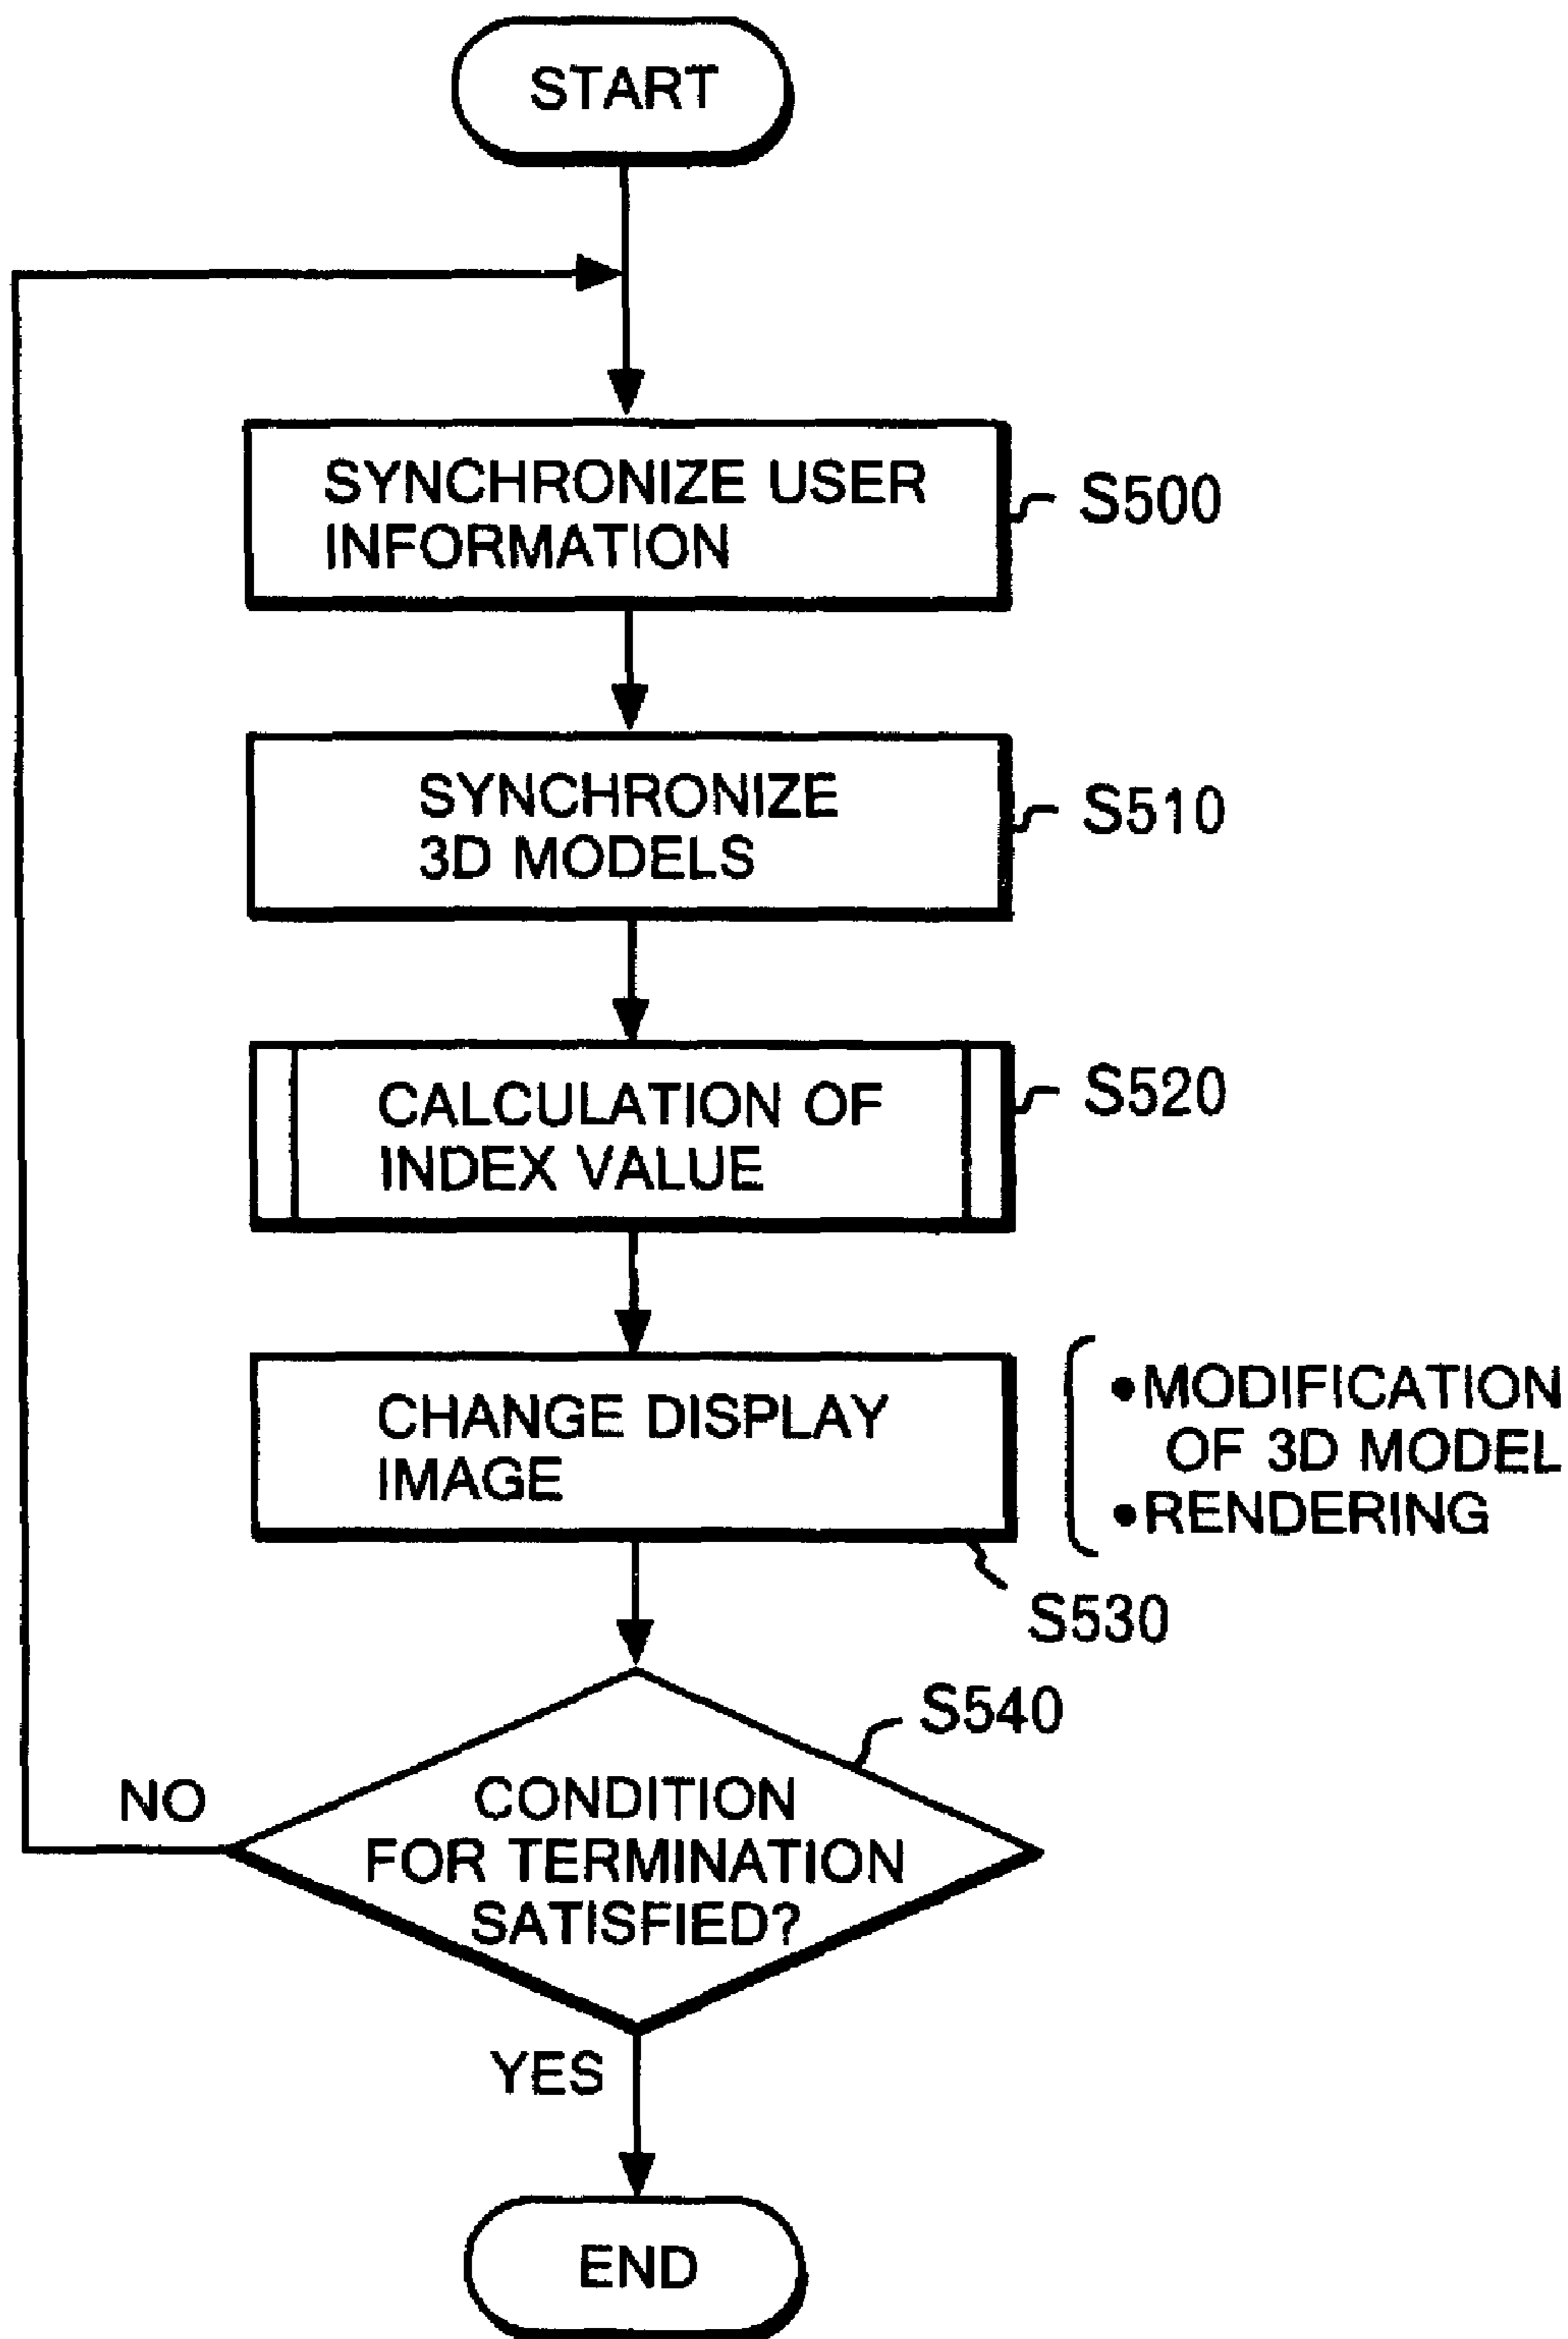 START
SYNCHRONIZE USER
INFORMATION
S500
SYNCHRONIZE
3D MODELS
S510
CALCULATION OF
INDEX VALUE
S520
CHANGE DISPLAY
IMAGE
•MODIFICATION
OF 3D MODEL
•RENDERING
S530
S540
CONDITION
FOR TERMINATION
SATISFIED?
NO
YES
END